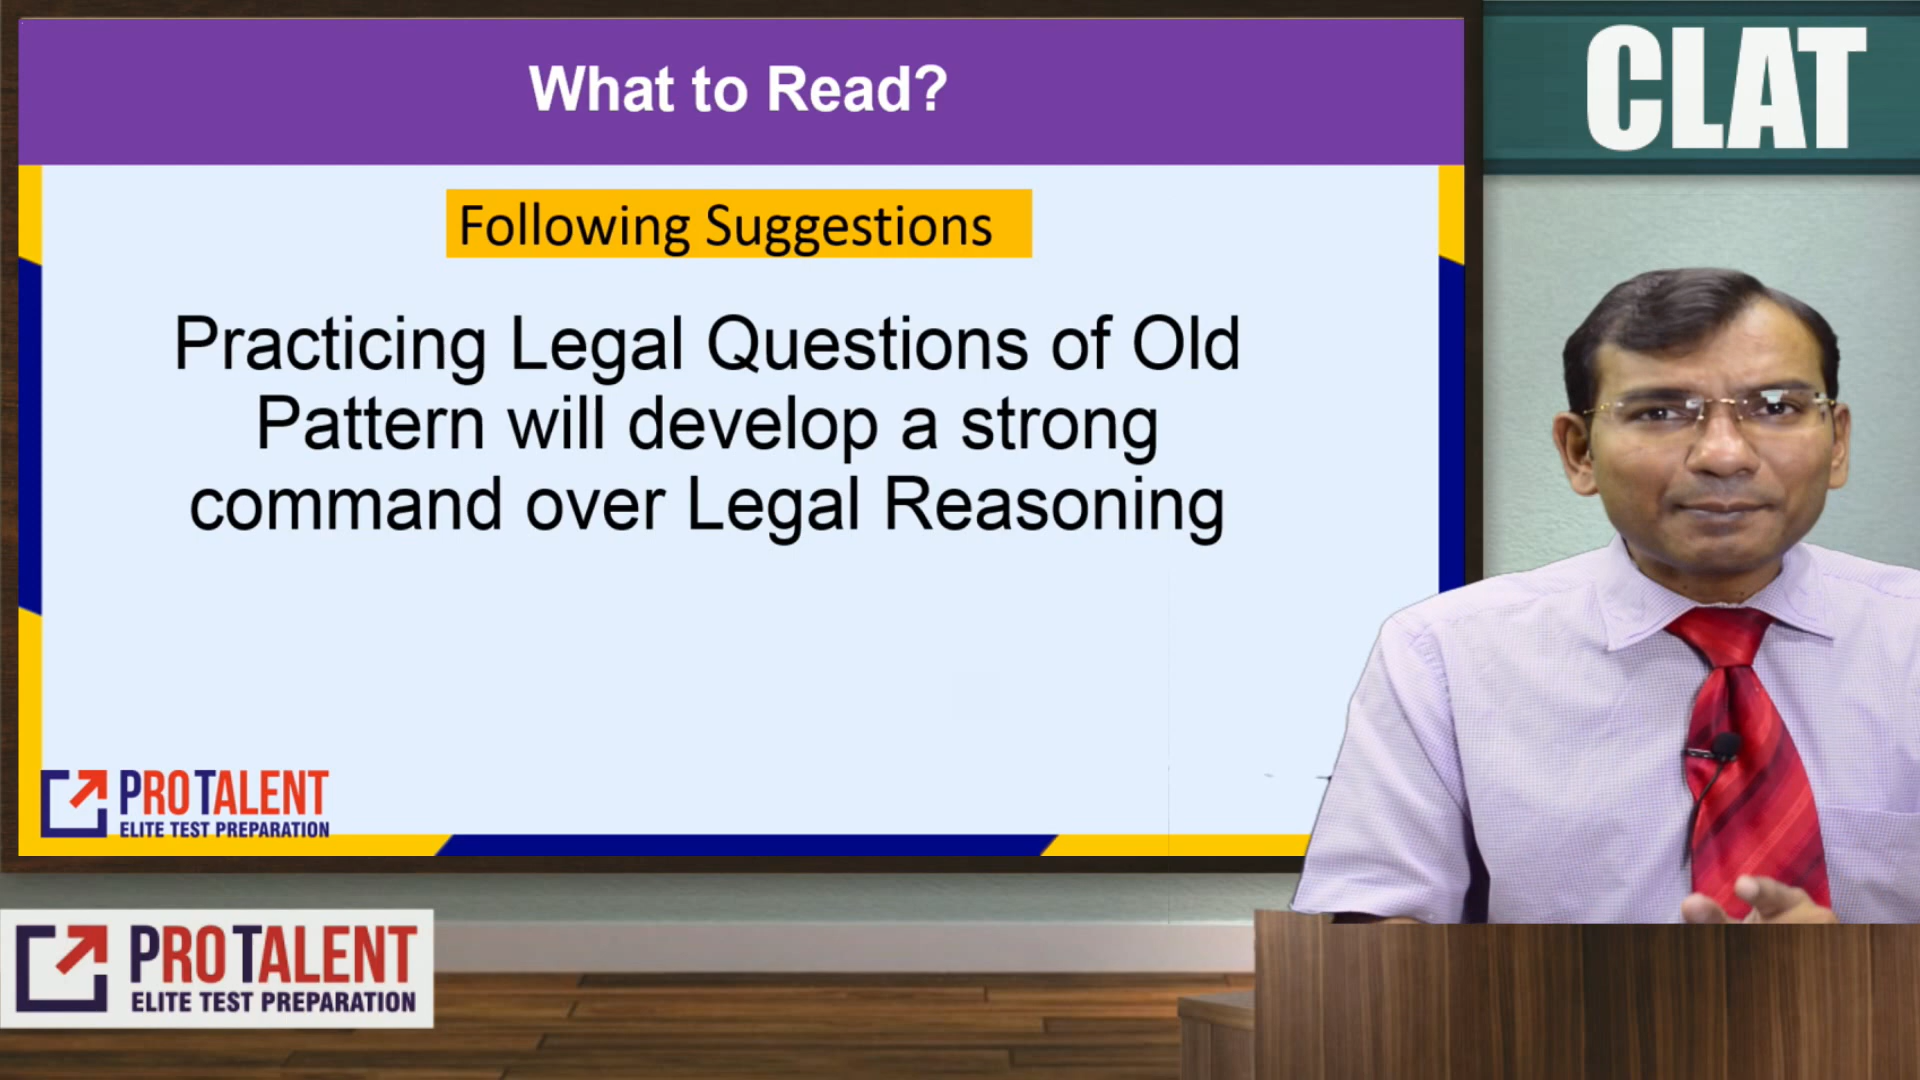 What to Read?
CLAT
Following Suggestions
Practicing Legal Questions of Old
Pattern will develop a strong
command over Legal Reasoning
PROTALENT
ELITE TEST PREPARATION
PROTALENT
ELITE TEST PREPARATION